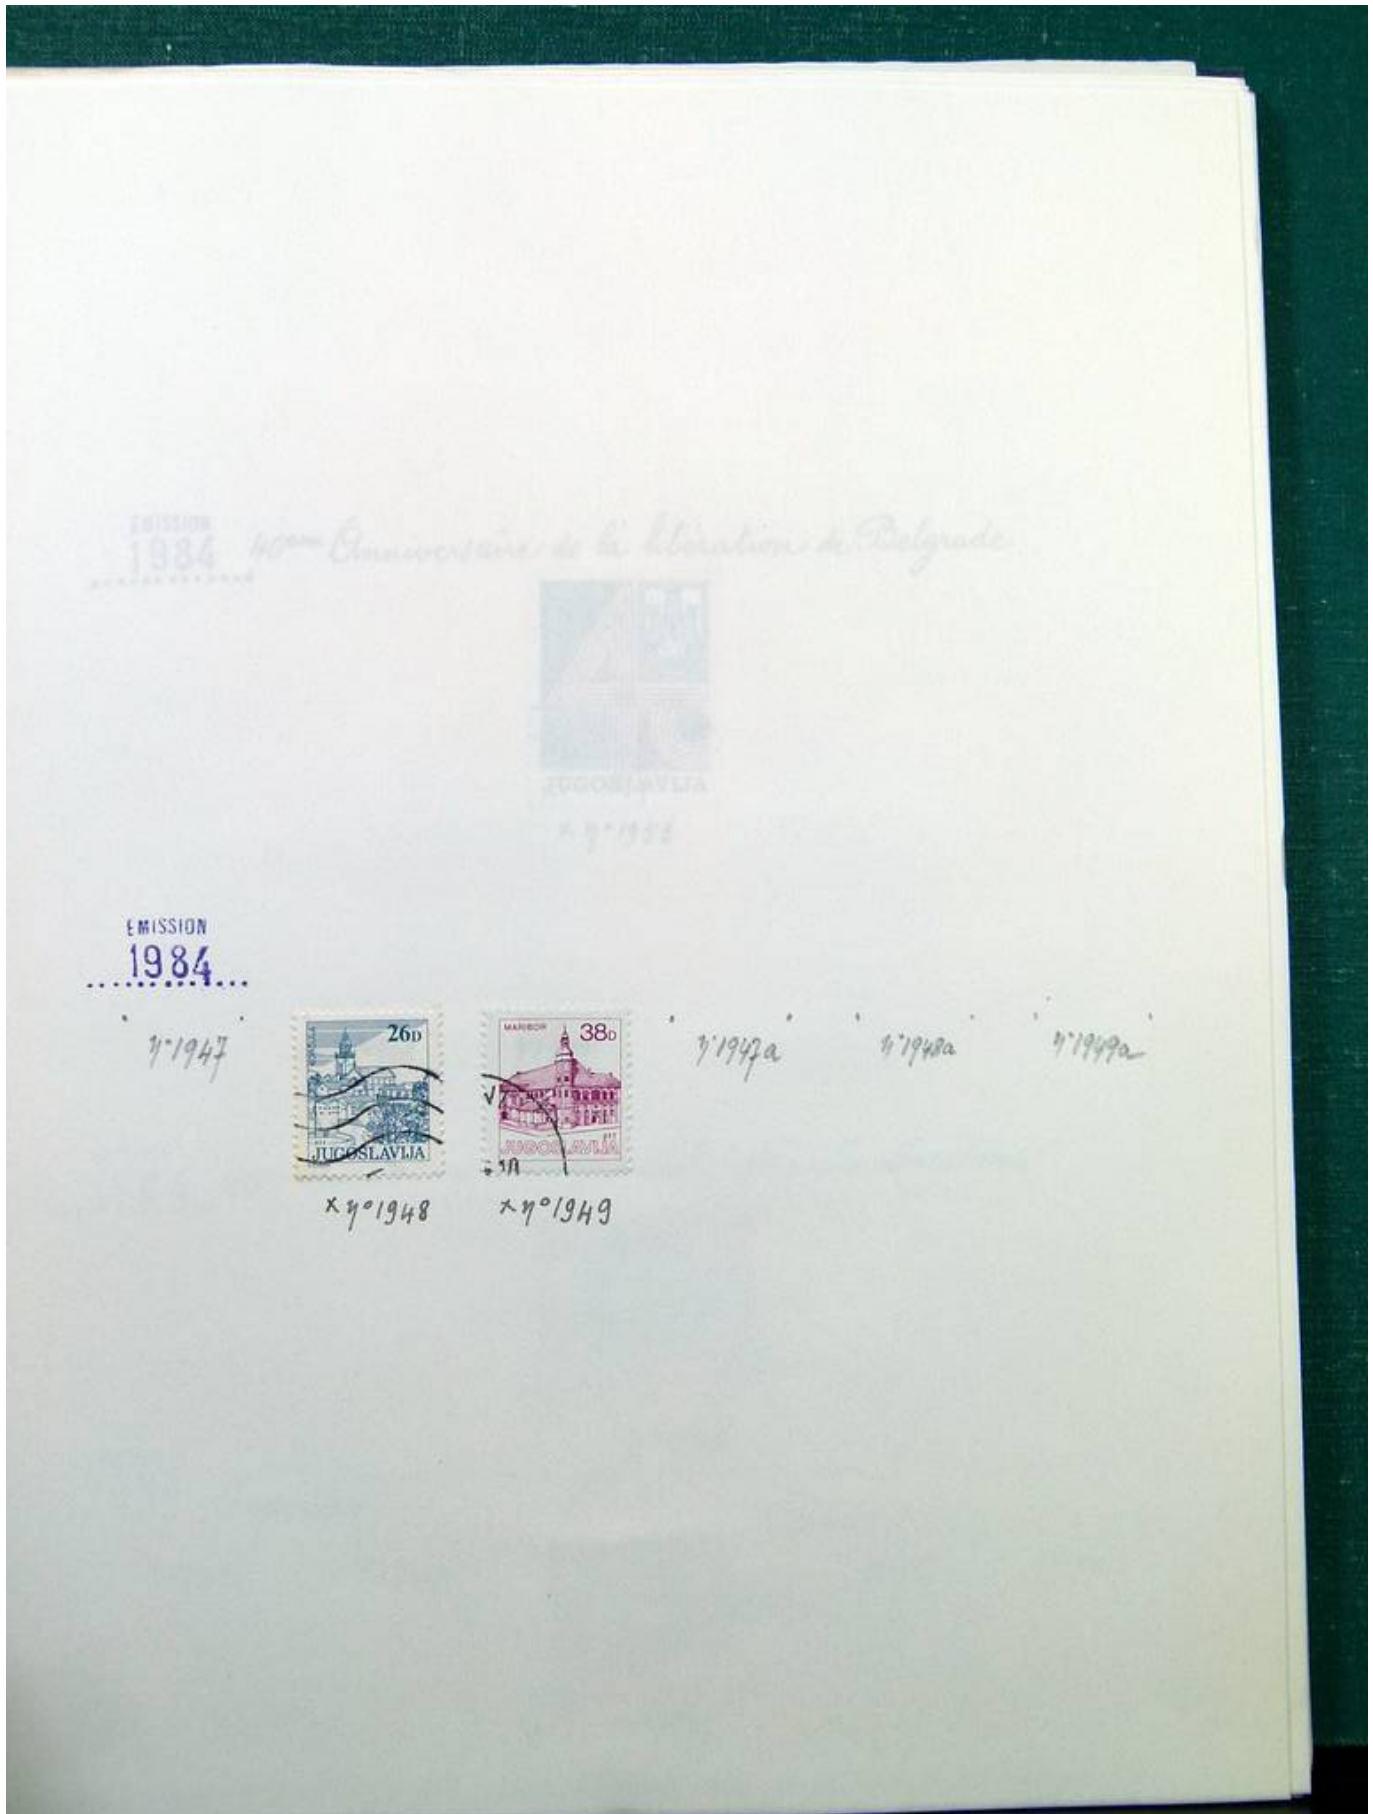 EMISSION
1984 40ème Anniversaire de la libération de Belgrade
JUGOSLAVIJA
x n°1953
EMISSION
1984
n°1947
26D
JUGOSLAVIJA
x n°1948
MARIBOR 38D
JUGOSLAVIJA
x n°1949
n°1947a
n°1948a
n°1949a